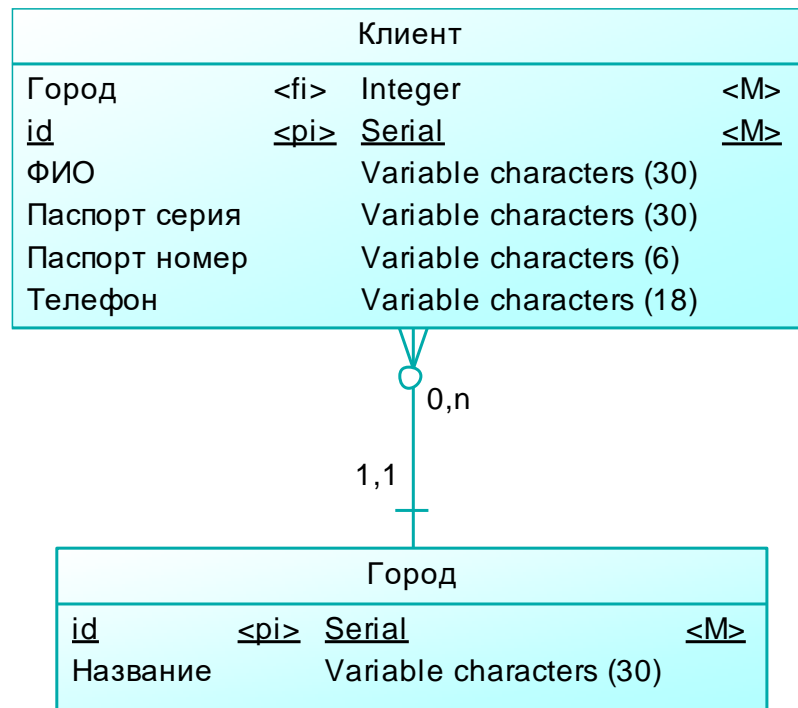 Клиент
Город <fi> Integer <M>
id <pi> Serial <M>
ФИО Variable characters (30)
Паспорт серия Variable characters (30)
Паспорт номер Variable characters (6)
Телефон Variable characters (18)
0,n
1,1
Город
id <pi> Serial <M>
Название Variable characters (30)